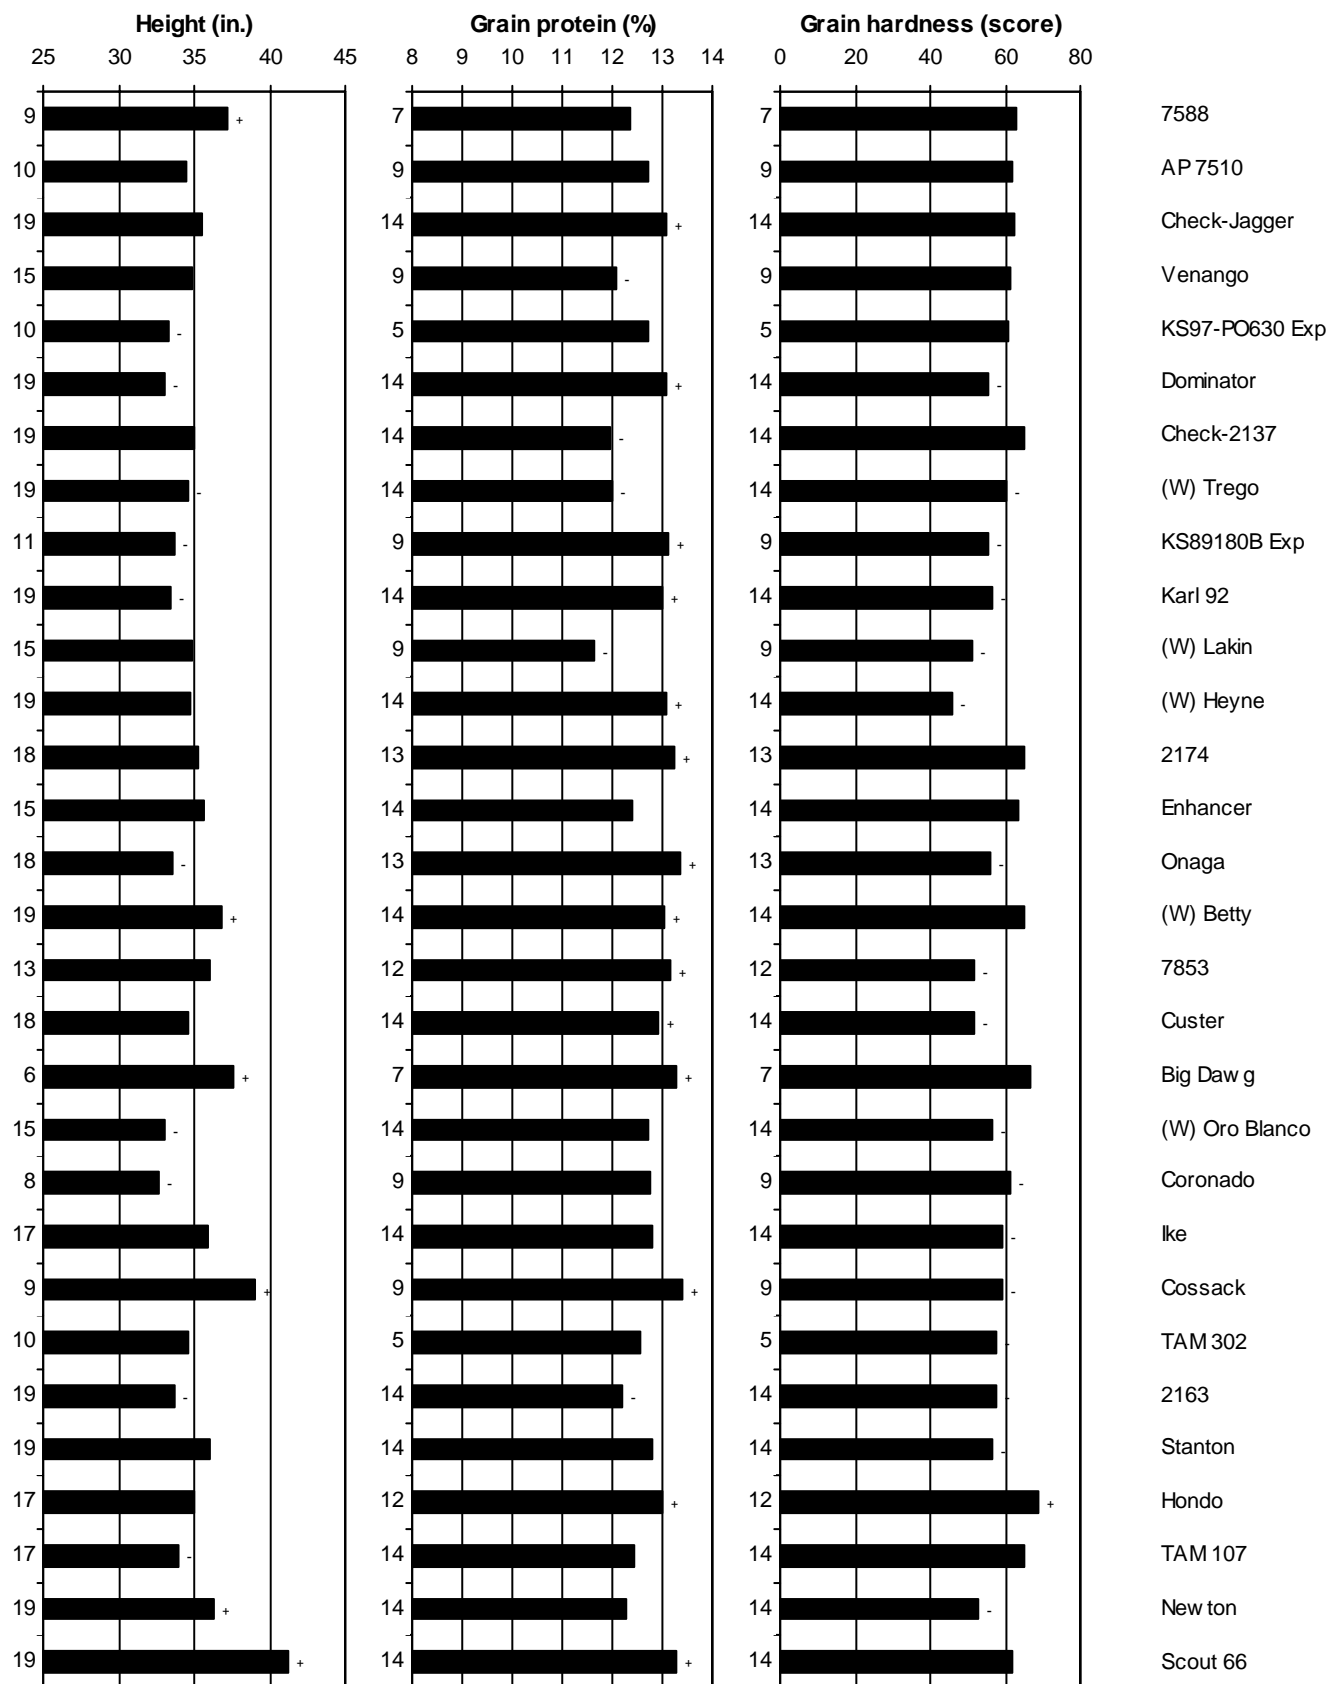 Height (in.) Grain protein (%) Grain hardness (score)
25 30 35 40 45 8 9 10 11 12 13 14 0 20 40 60 80
9 + 7 7 7588
10 9 9 AP 7510
19 14 + 14 Check-Jagger
15 9 - 9 Venango
10 - 5 5 KS97-PO630 Exp
19 - 14 + 14 - Dominator
19 14 - 14 Check-2137
19 - 14 - 14 - (W) Trego
11 - 9 + 9 - KS89180B Exp
19 - 14 + 14 - Karl 92
15 9 - 9 - (W) Lakin
19 14 + 14 - (W) Heyne
18 13 + 13 2174
15 14 14 Enhancer
18 - 13 + 13 - Onaga
19 + 14 + 14 (W) Betty
13 12 + 12 - 7853
18 14 + 14 - Custer
6 + 7 + 7 Big Dawg
15 - 14 14 - (W) Oro Blanco
8 - 9 9 - Coronado
17 14 14 - Ike
9 + 9 + 9 - Cossack
10 5 5 - TAM 302
19 - 14 - 14 - 2163
19 14 14 - Stanton
17 12 + 12 + Hondo
17 - 14 14 TAM 107
19 + 14 14 - Newton
19 + 14 + 14 Scout 66